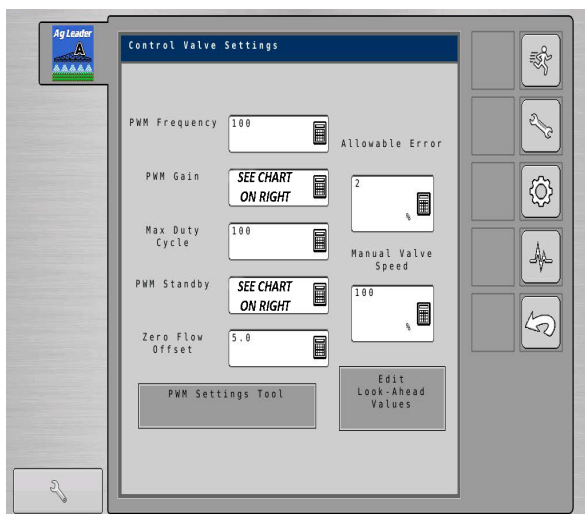 Ag Leader
A
Control Valve Settings
PWM Frequency
100
Allowable Error
PWM Gain
SEE CHART
ON RIGHT
2
%
Max Duty
Cycle
100
Manual Valve
Speed
PWM Standby
SEE CHART
ON RIGHT
100
%
Zero Flow
Offset
5.0
PWM Settings Tool
Edit
Look-Ahead
Values